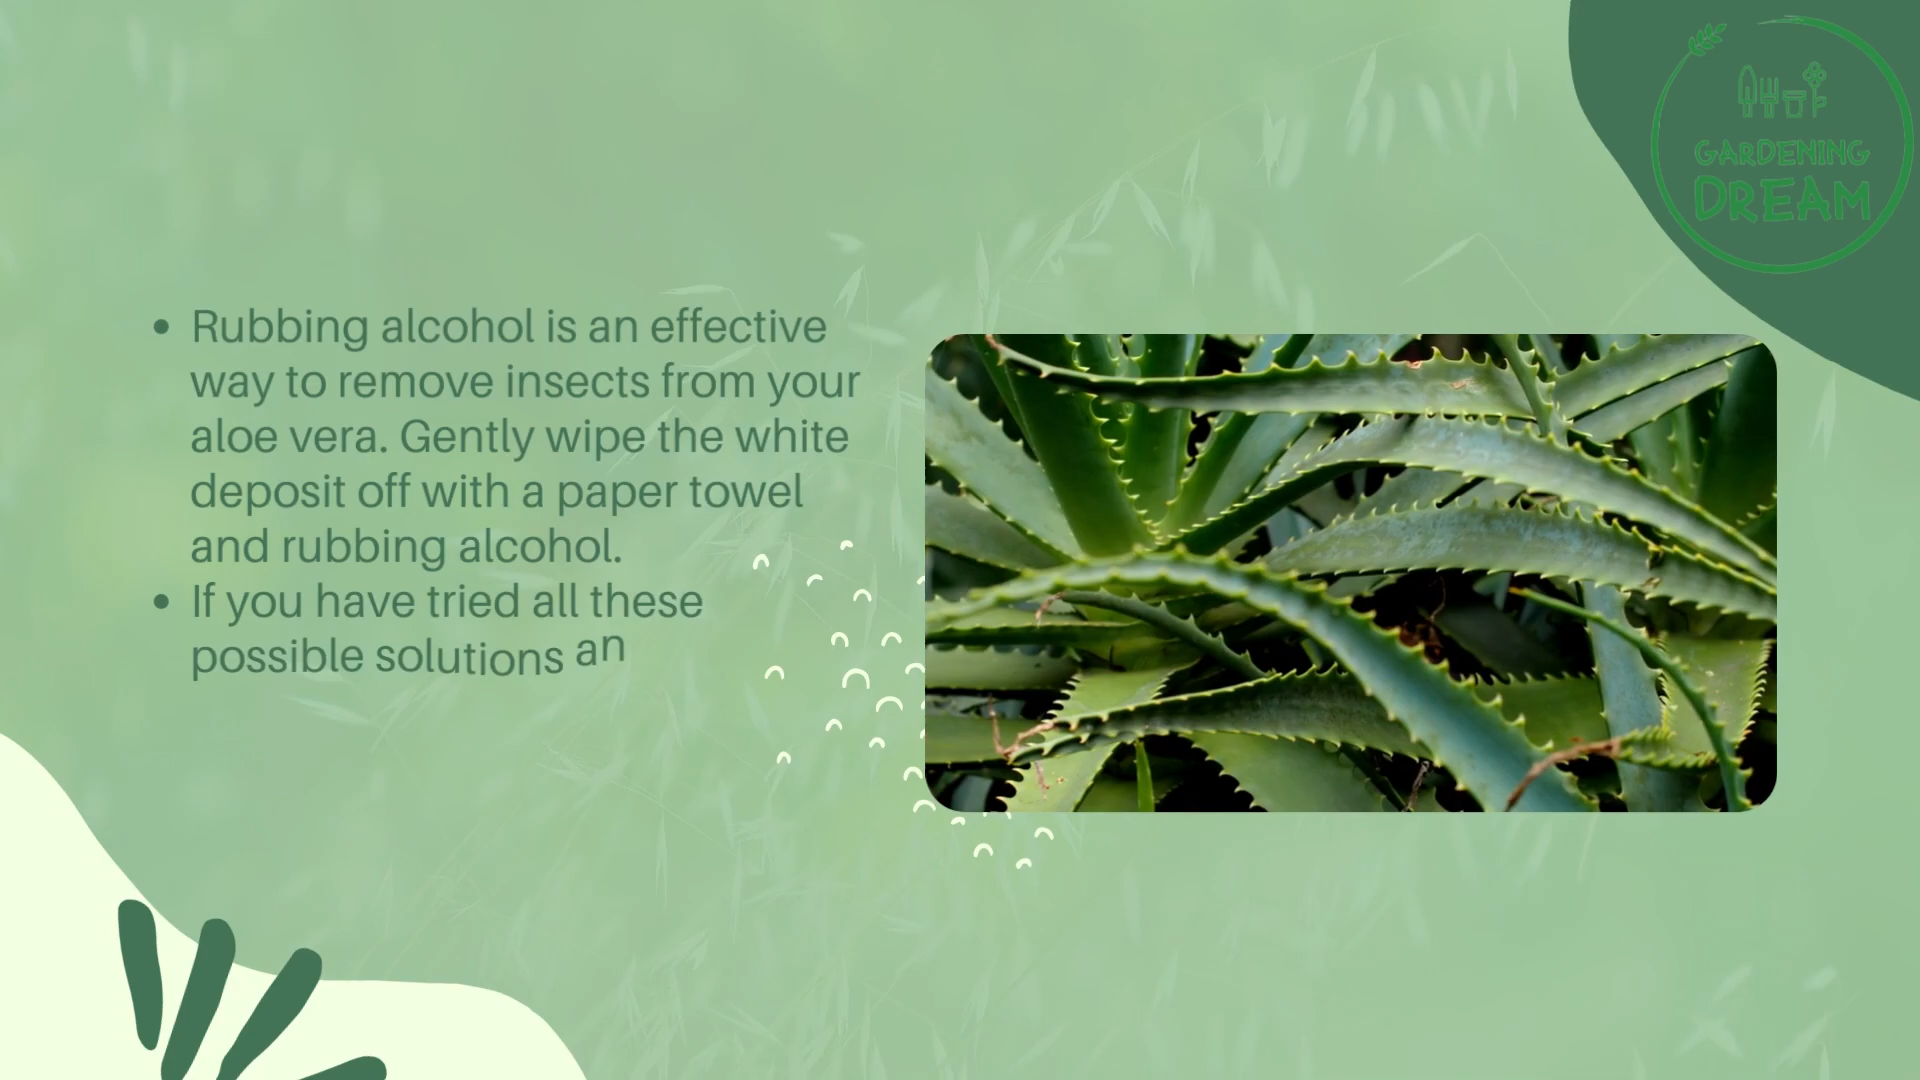 GARDENING
DREAM
• Rubbing alcohol is an effective
way to remove insects from your
aloe vera. Gently wipe the white
deposit off with a paper towel
and rubbing alcohol.
• If you have tried all these
possible solutions an